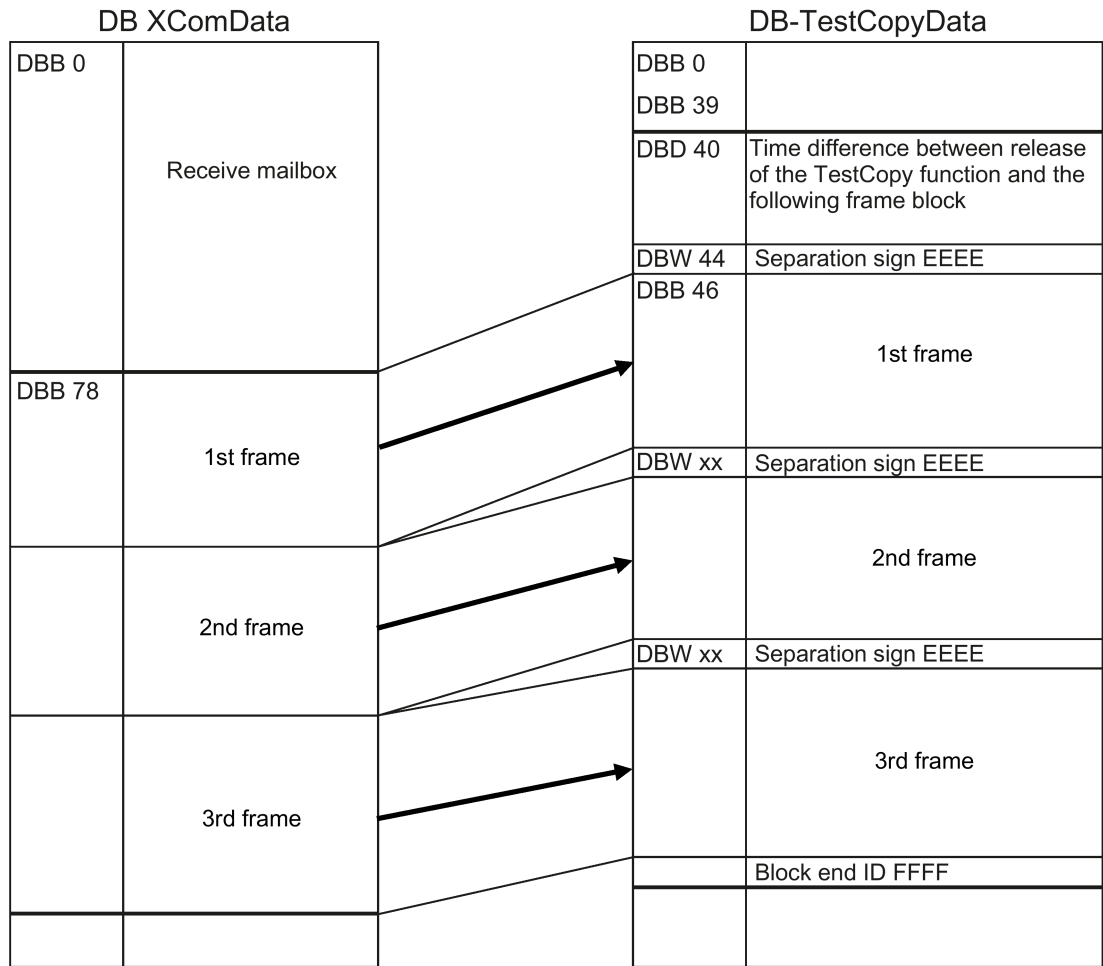 DB XComData
DBB 0
Receive mailbox
DBB 78
1st frame
2nd frame
3rd frame
DB-TestCopyData
DBB 0
DBB 39
DBD 40
Time difference between release
of the TestCopy function and the
following frame block
DBW 44
Separation sign EEEE
DBB 46
1st frame
DBW xx
Separation sign EEEE
2nd frame
DBW xx
Separation sign EEEE
3rd frame
Block end ID FFFF